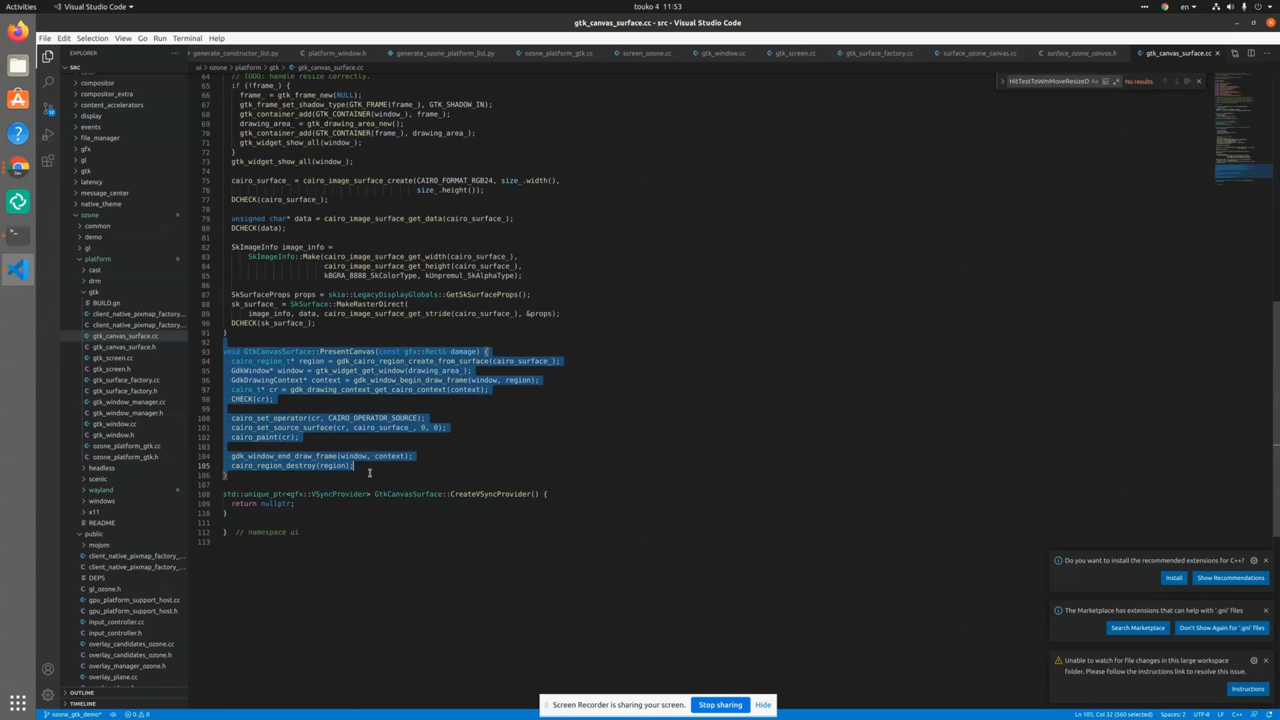 Activities
Visual Studio Code
touko 4 11:53
en
gtk_canvas_surface.cc - src - Visual Studio Code
File Edit Selection View Go Run Terminal Help
EXPLORER
generate_constructor_list.py
platform_window.h
generate_ozone_platform_list.py
ozone_platform_gtk.cc
screen_ozone.cc
gtk_window.cc
gtk_screen.cc
gtk_surface_factory.cc
surface_ozone_canvas.cc
surface_ozone_canvas.h
gtk_canvas_surface.cc
ui > ozone > platform > gtk > gtk_canvas_surface.cc
HitTestToWmMoveResizeD
No results
SRC
compositor
compositor_extra
content_accelerators
display
events
file_manager
gfx
gl
gtk
latency
message_center
native_theme
ozone
common
demo
gl
platform
cast
drm
gtk
BUILD.gn
client_native_pixmap_factory...
client_native_pixmap_factory...
gtk_canvas_surface.cc
gtk_canvas_surface.h
gtk_screen.cc
gtk_screen.h
gtk_surface_factory.cc
gtk_surface_factory.h
gtk_window_manager.cc
gtk_window_manager.h
gtk_window.cc
gtk_window.h
ozone_platform_gtk.cc
ozone_platform_gtk.h
headless
scenic
wayland
windows
x11
README
public
mojom
client_native_pixmap_factory_...
client_native_pixmap_factory_...
DEPS
gl_ozone.h
gpu_platform_support_host.cc
gpu_platform_support_host.h
input_controller.cc
input_controller.h
overlay_candidates_ozone.cc
overlay_candidates_ozone.h
overlay_manager_ozone.h
overlay_plane.cc
OUTLINE
TIMELINE
64 // TODO: handle resize correctly.
65 if (!frame_) {
66 frame_ = gtk_frame_new(NULL);
67 gtk_frame_set_shadow_type(GTK_FRAME(frame_), GTK_SHADOW_IN);
68 gtk_container_add(GTK_CONTAINER(window_), frame_);
69 drawing_area_ = gtk_drawing_area_new();
70 gtk_container_add(GTK_CONTAINER(frame_), drawing_area_);
71 gtk_widget_show_all(window_);
72 }
73 gtk_widget_show_all(window_);
74
75 cairo_surface_ = cairo_image_surface_create(CAIRO_FORMAT_RGB24, size_.width(),
76 size_.height());
77 DCHECK(cairo_surface_);
78
79 unsigned char* data = cairo_image_surface_get_data(cairo_surface_);
80 DCHECK(data);
81
82 SkImageInfo image_info =
83 SkImageInfo::Make(cairo_image_surface_get_width(cairo_surface_),
84 cairo_image_surface_get_height(cairo_surface_),
85 kBGRA_8888_SkColorType, kUnpremul_SkAlphaType);
86
87 SkSurfaceProps props = skia::LegacyDisplayGlobals::GetSkSurfaceProps();
88 sk_surface_ = SkSurface::MakeRasterDirect(
89 image_info, data, cairo_image_surface_get_stride(cairo_surface_), &props);
90 DCHECK(sk_surface_);
91 }
92
93 void GtkCanvasSurface::PresentCanvas(const gfx::Rect& damage) {
94 cairo_region_t* region = gdk_cairo_region_create_from_surface(cairo_surface_);
95 GdkWindow* window = gtk_widget_get_window(drawing_area_);
96 GdkDrawingContext* context = gdk_window_begin_draw_frame(window, region);
97 cairo_t* cr = gdk_drawing_context_get_cairo_context(context);
98 CHECK(cr);
99
100 cairo_set_operator(cr, CAIRO_OPERATOR_SOURCE);
101 cairo_set_source_surface(cr, cairo_surface_, 0, 0);
102 cairo_paint(cr);
103
104 gdk_window_end_draw_frame(window, context);
105 cairo_region_destroy(region);
106 }
107
108 std::unique_ptr<gfx::VSyncProvider> GtkCanvasSurface::CreateVSyncProvider() {
109 return nullptr;
110 }
111
112 } // namespace ui
113
Do you want to install the recommended extensions for C++?
Install
Show Recommendations
The Marketplace has extensions that can help with '.gni' files
Search Marketplace
Don't Show Again for '.gni' files
Unable to watch for file changes in this large workspace
folder. Please follow the instructions link to resolve this issue.
Instructions
Screen Recorder is sharing your screen.
Stop sharing
Hide
ozone_gtk_demo*
0 0
Ln 105, Col 32 (560 selected)
Spaces: 2
UTF-8
LF
C++